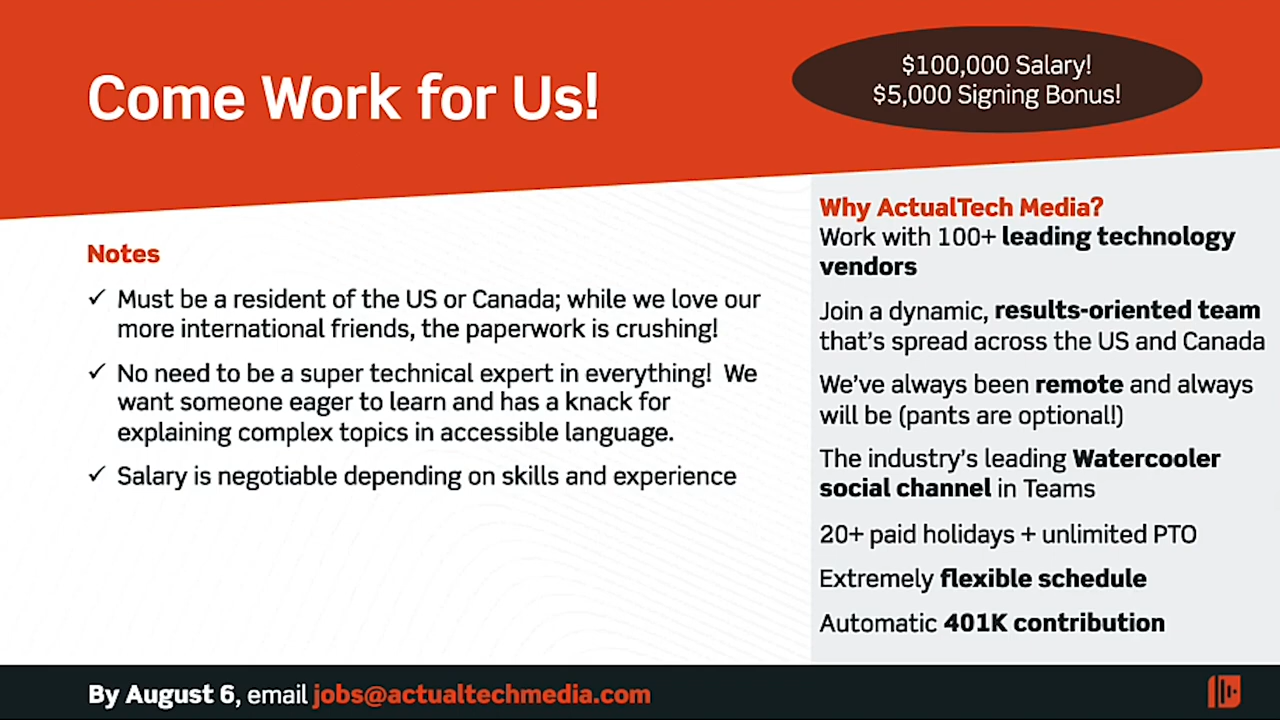 Come Work for Us!
$100,000 Salary!
$5,000 Signing Bonus!
Notes
✓ Must be a resident of the US or Canada; while we love our
more international friends, the paperwork is crushing!
✓ No need to be a super technical expert in everything!  We
want someone eager to learn and has a knack for
explaining complex topics in accessible language.
✓ Salary is negotiable depending on skills and experience
Why ActualTech Media?
Work with 100+ leading technology
vendors
Join a dynamic, results-oriented team
that's spread across the US and Canada
We've always been remote and always
will be (pants are optional!)
The industry's leading Watercooler
social channel in Teams
20+ paid holidays + unlimited PTO
Extremely flexible schedule
Automatic 401K contribution
By August 6, email jobs@actualtechmedia.com